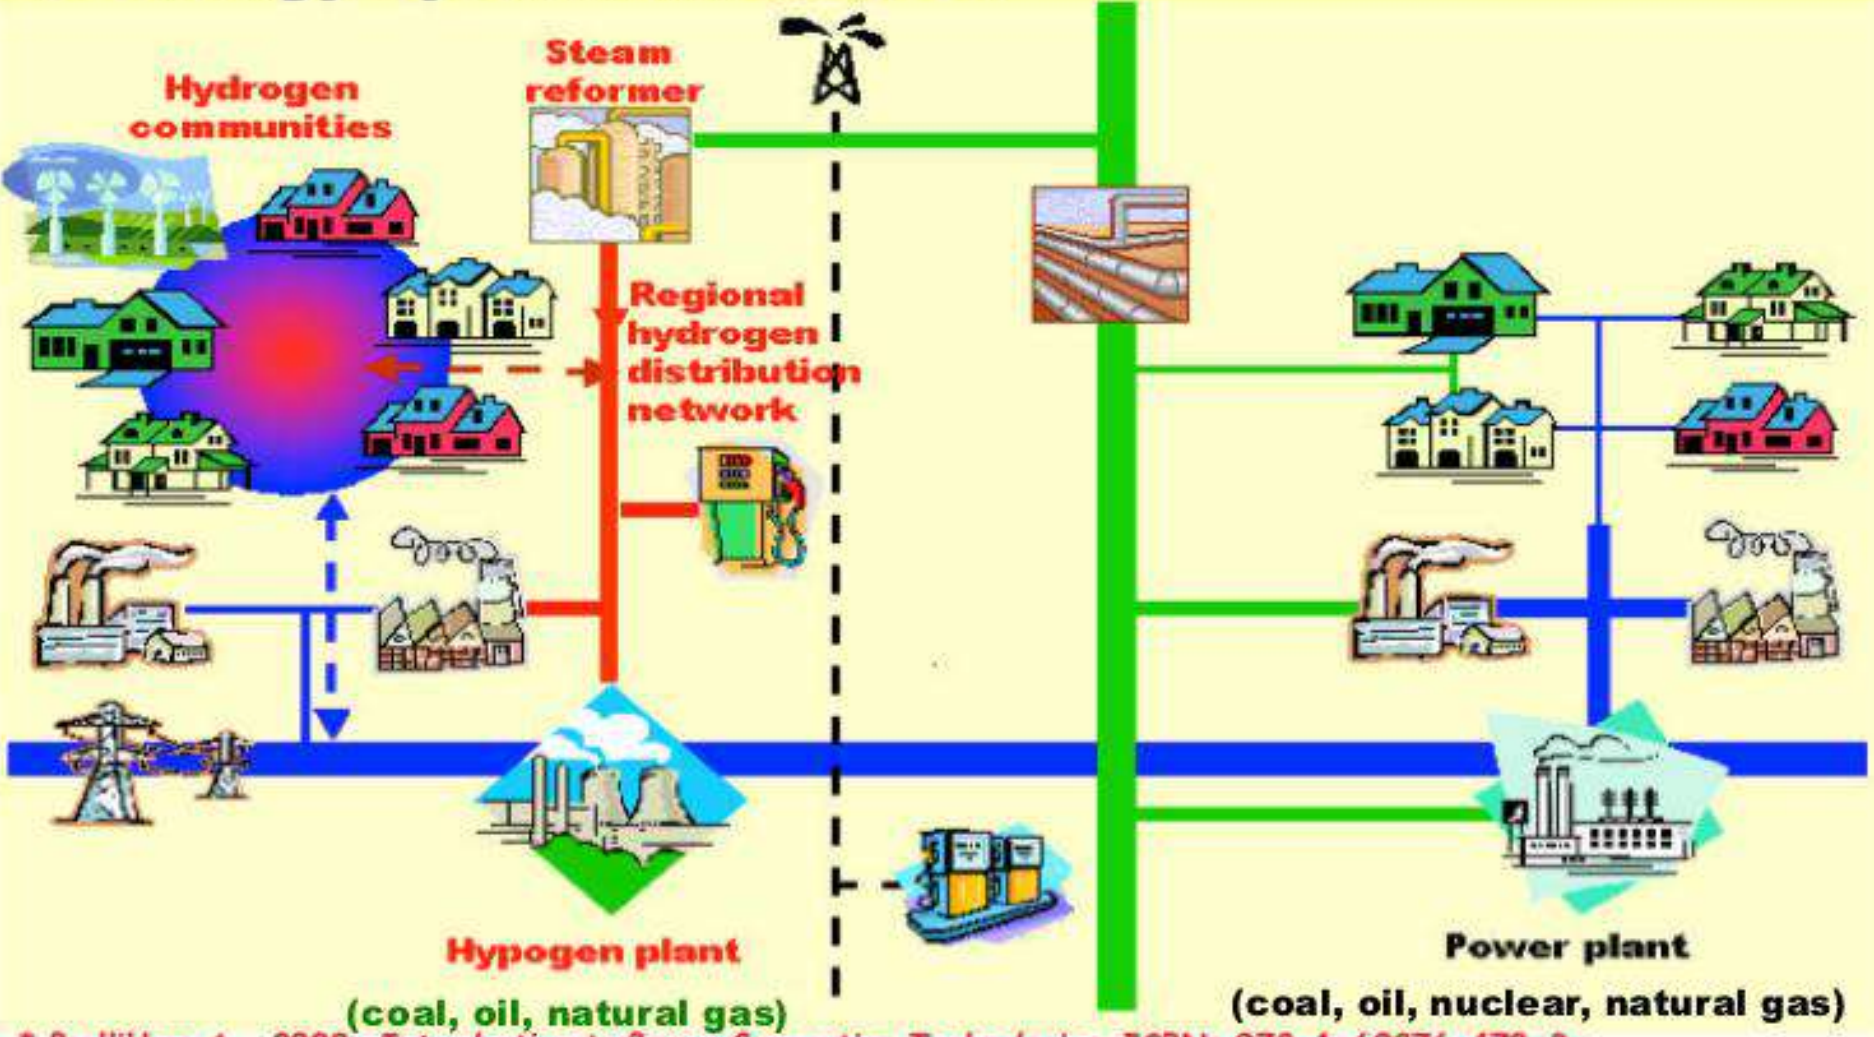 Steam
reformer
Hydrogen
communities
Regional
hydrogen
distribution
network
Hypogen plant
(coal, oil, natural gas)
Power plant
(coal, oil, nuclear, natural gas)